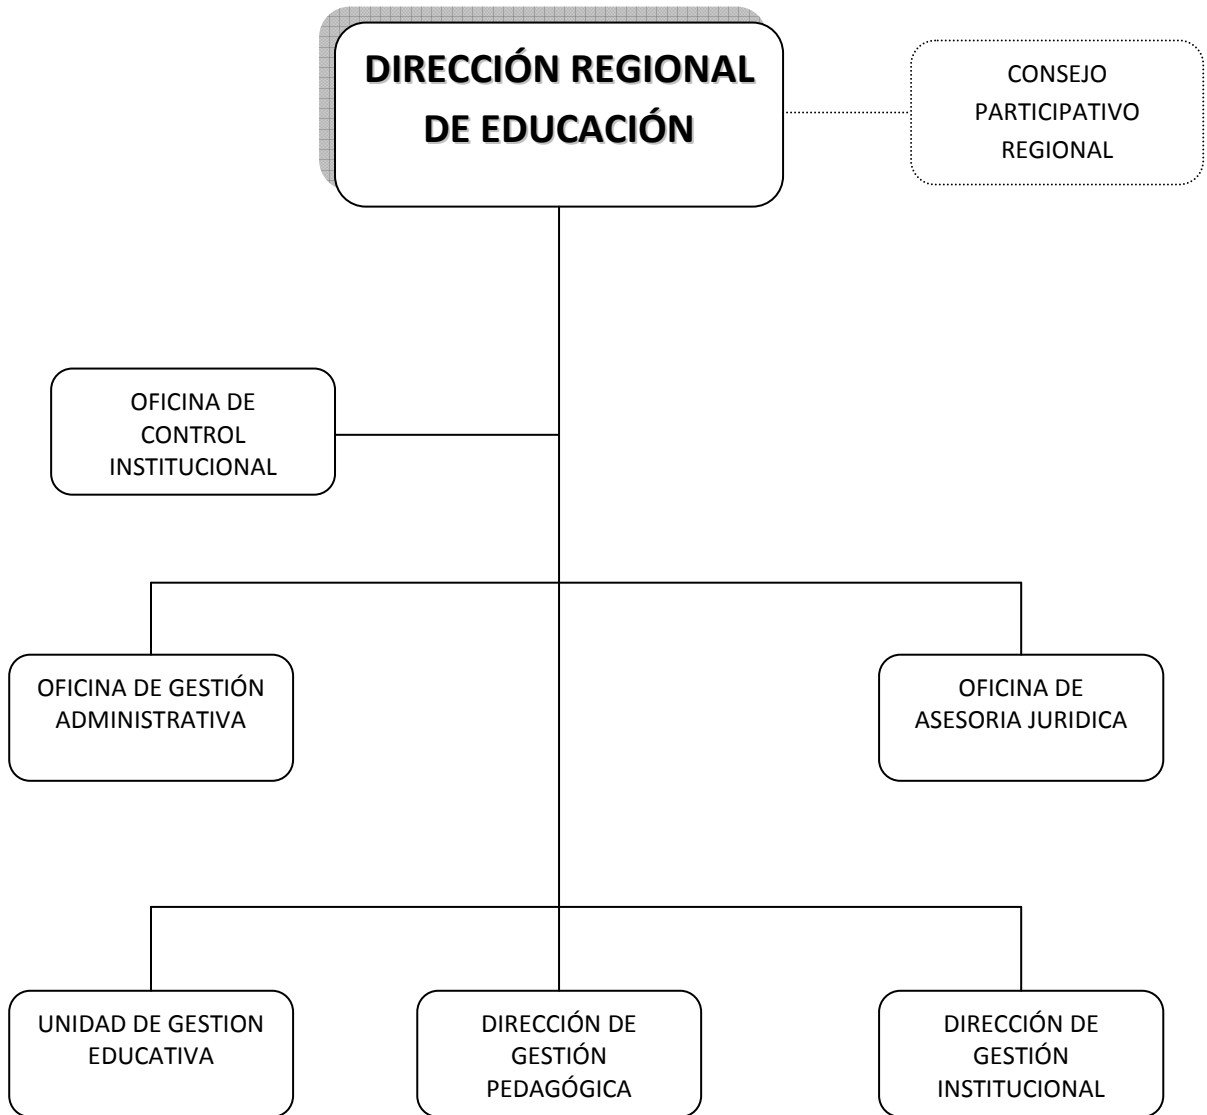 DIRECCIÓN REGIONAL
DE EDUCACIÓN
CONSEJO
PARTICIPATIVO
REGIONAL
OFICINA DE
CONTROL
INSTITUCIONAL
OFICINA DE GESTIÓN
ADMINISTRATIVA
OFICINA DE
ASESORIA JURIDICA
UNIDAD DE GESTION
EDUCATIVA
DIRECCIÓN DE
GESTIÓN
PEDAGÓGICA
DIRECCIÓN DE
GESTIÓN
INSTITUCIONAL